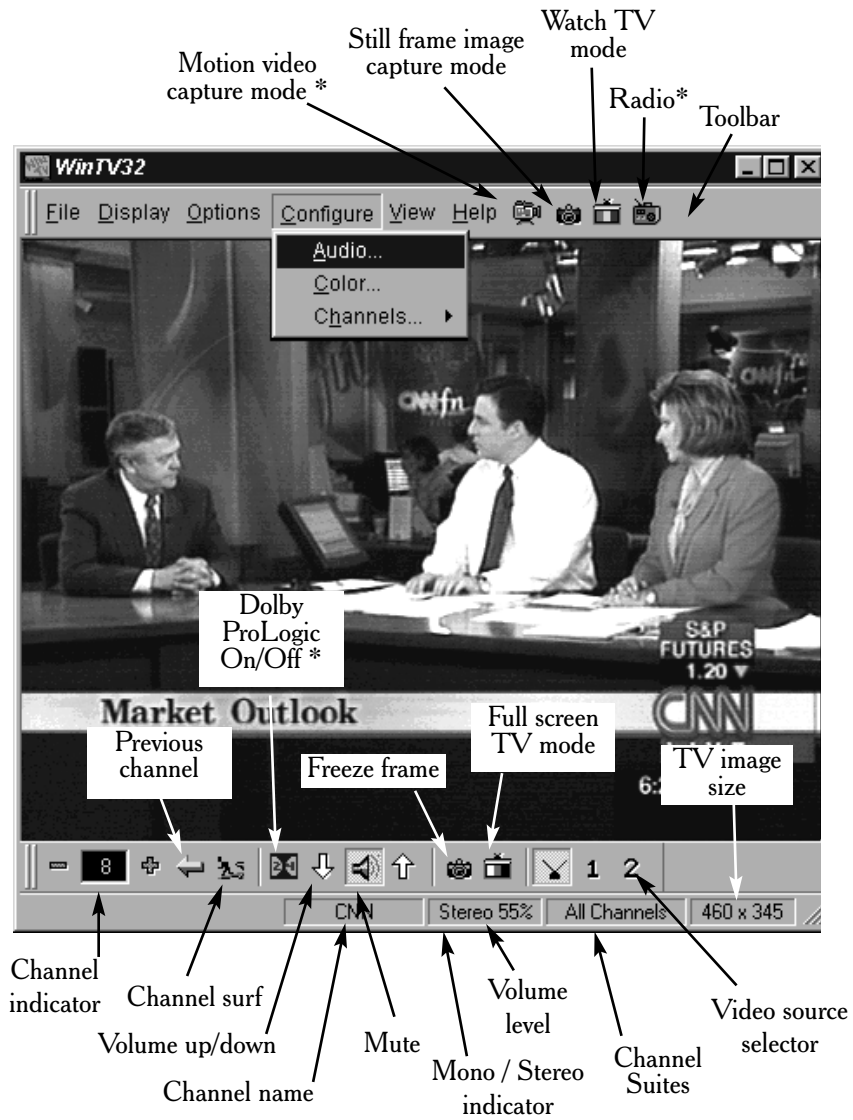 Motion video
capture mode *
Still frame image
capture mode
Watch TV
mode
Radio*
Toolbar
WinTV32
File Display Options Configure View Help
Audio...
Color...
Channels...
CNNfn
S&P
FUTURES
1.20 ▼
CNN
Market Outlook
6:
Dolby
ProLogic
On/Off *
Previous
channel
Freeze frame
Full screen
TV mode
TV image
size
8
2-4
1 2
CNN
Stereo 55%
All Channels
460 x 345
Channel
indicator
Channel surf
Volume up/down
Channel name
Mute
Mono / Stereo
indicator
Volume
level
Channel
Suites
Video source
selector